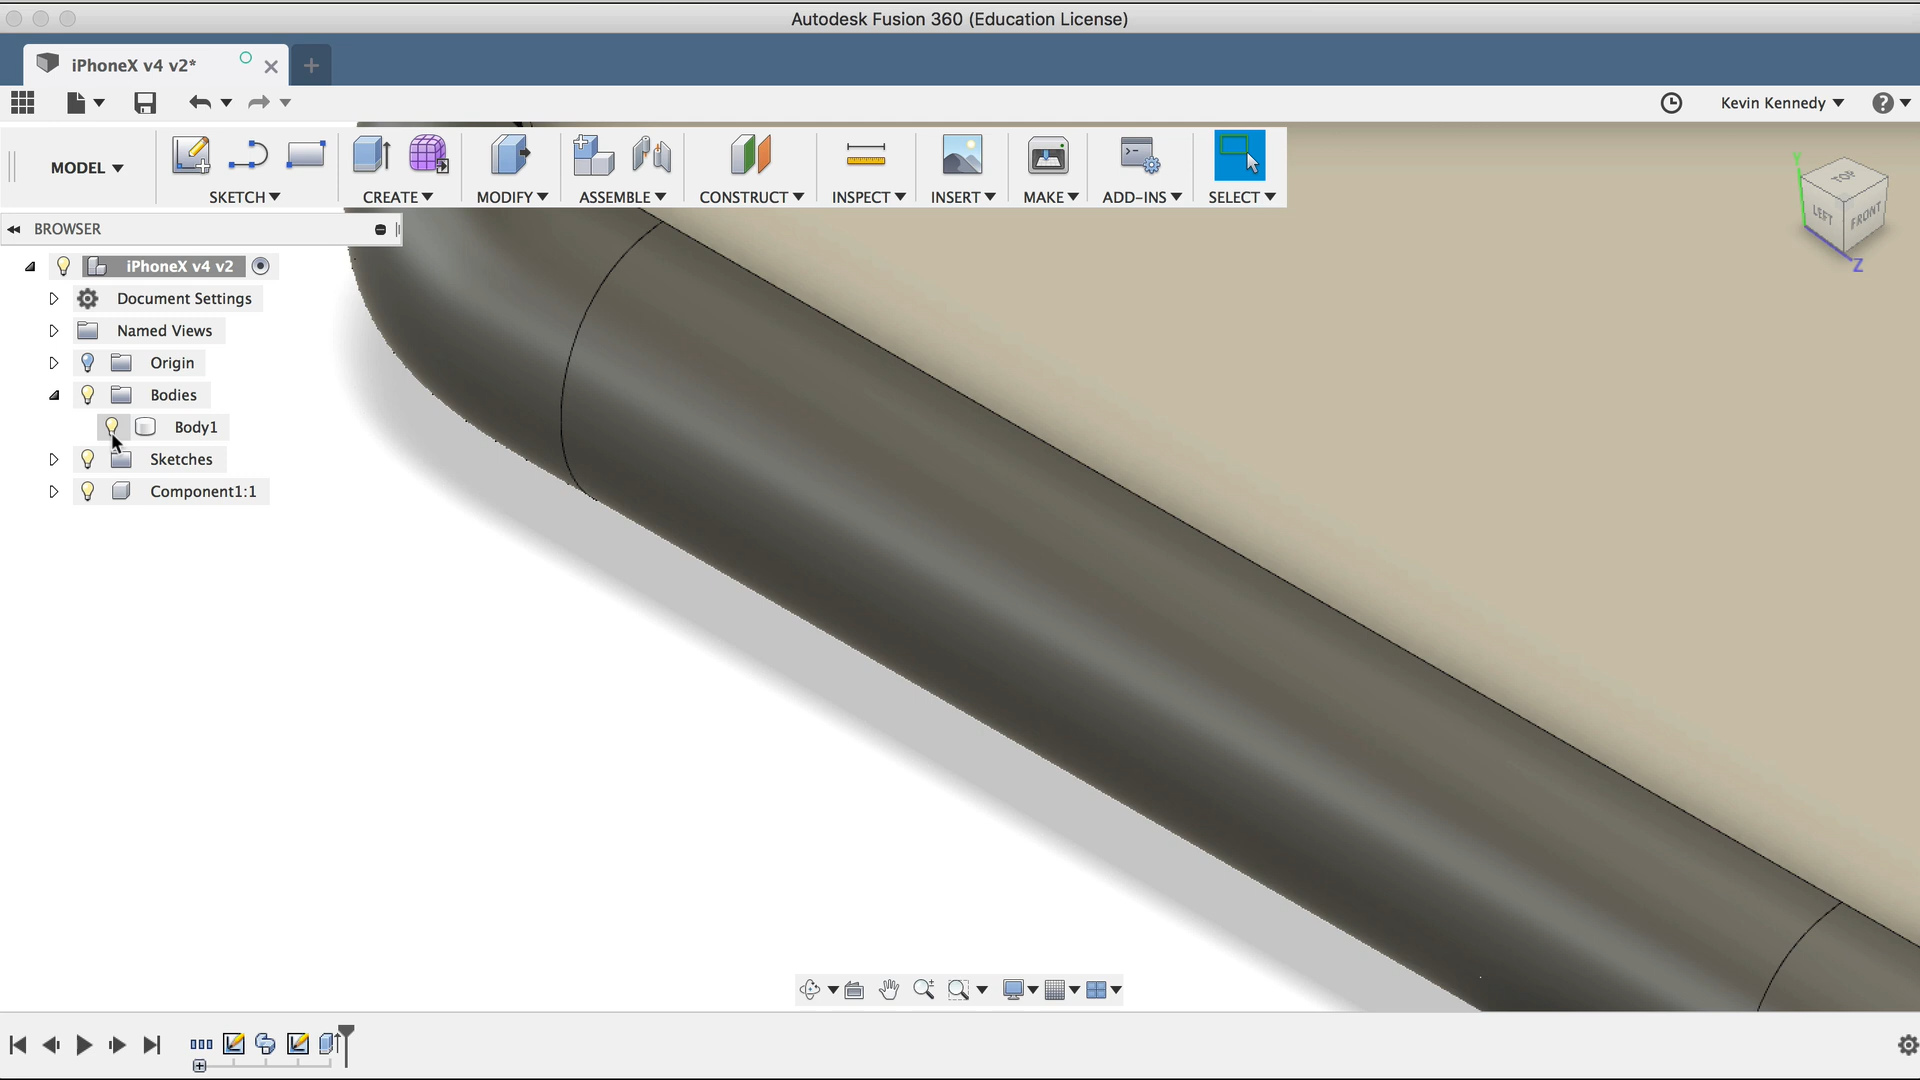 Autodesk Fusion 360 (Education License)
iPhoneX v4 v2*
Kevin Kennedy
?
MODEL
SKETCH
CREATE
MODIFY
ASSEMBLE
CONSTRUCT
INSPECT
INSERT
MAKE
ADD-INS
SELECT
Y
TOP
LEFT
FRONT
Z
BROWSER
iPhoneX v4 v2
Document Settings
Named Views
Origin
Bodies
Body1
Sketches
Component1:1